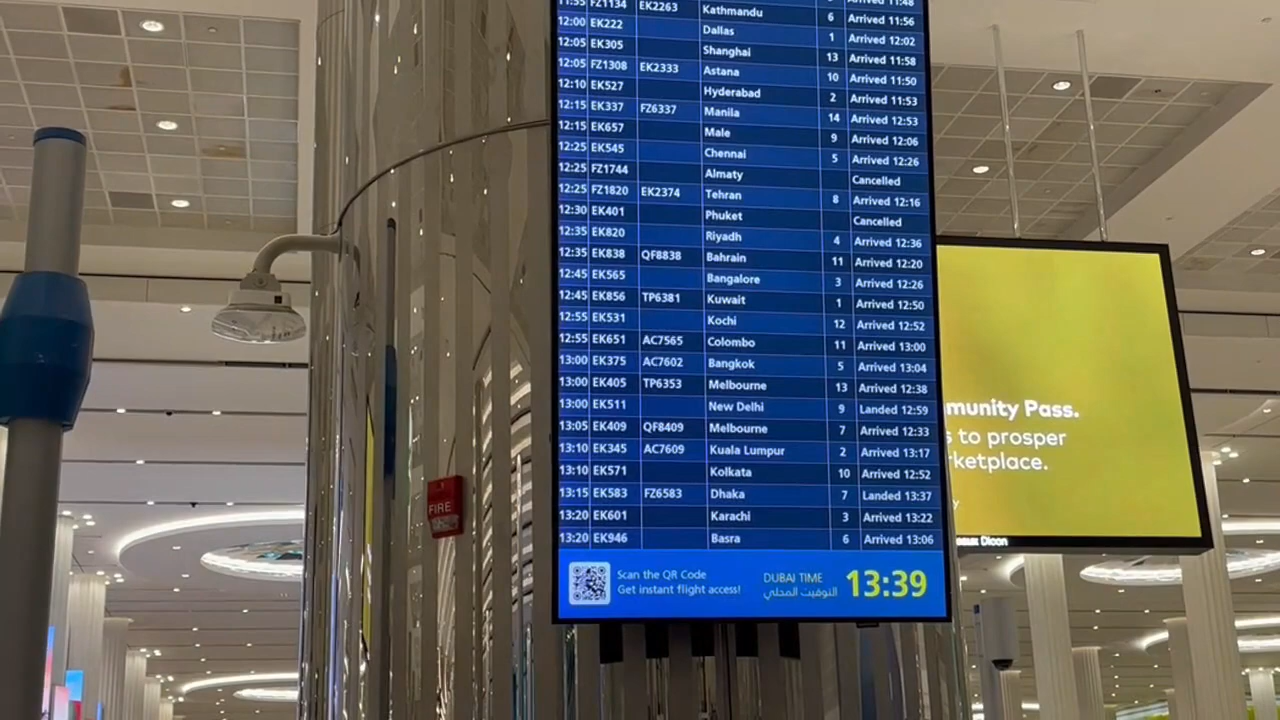 11:55 FZ1134 EK2263 Kathmandu Arrived 11:48
12:00 EK222 Dallas 6 Arrived 11:56
12:05 EK305 Shanghai 1 Arrived 12:02
12:05 FZ1308 EK2333 Astana 13 Arrived 11:58
12:10 EK527 Hyderabad 10 Arrived 11:50
12:15 EK337 FZ6337 Manila 2 Arrived 11:53
12:15 EK657 Male 14 Arrived 12:53
12:25 EK545 Chennai 9 Arrived 12:06
12:25 FZ1744 Almaty 5 Arrived 12:26
12:25 FZ1820 EK2374 Tehran Cancelled
12:30 EK401 Phuket 8 Arrived 12:16
12:35 EK820 Riyadh Cancelled
12:35 EK838 QF8838 Bahrain 4 Arrived 12:36
12:45 EK565 Bangalore 11 Arrived 12:20
12:45 EK856 TP6381 Kuwait 3 Arrived 12:26
12:55 EK531 Kochi 1 Arrived 12:50
12:55 EK651 AC7565 Colombo 12 Arrived 12:52
13:00 EK375 AC7602 Bangkok 11 Arrived 13:00
13:00 EK405 TP6353 Melbourne 5 Arrived 13:04
13:00 EK511 New Delhi 13 Arrived 12:38
13:05 EK409 QF8409 Melbourne 9 Landed 12:59
13:10 EK345 AC7609 Kuala Lumpur 7 Arrived 12:33
13:10 EK571 Kolkata 2 Arrived 13:17
13:15 EK583 FZ6583 Dhaka 10 Arrived 12:52
13:20 EK601 Karachi 7 Landed 13:37
13:20 EK946 Basra 3 Arrived 13:22
6 Arrived 13:06
Scan the QR Code
Get instant flight access!
DUBAI TIME
التوقيت المحلي
13:39
FIRE
munity Pass.
s to prosper
rketplace.